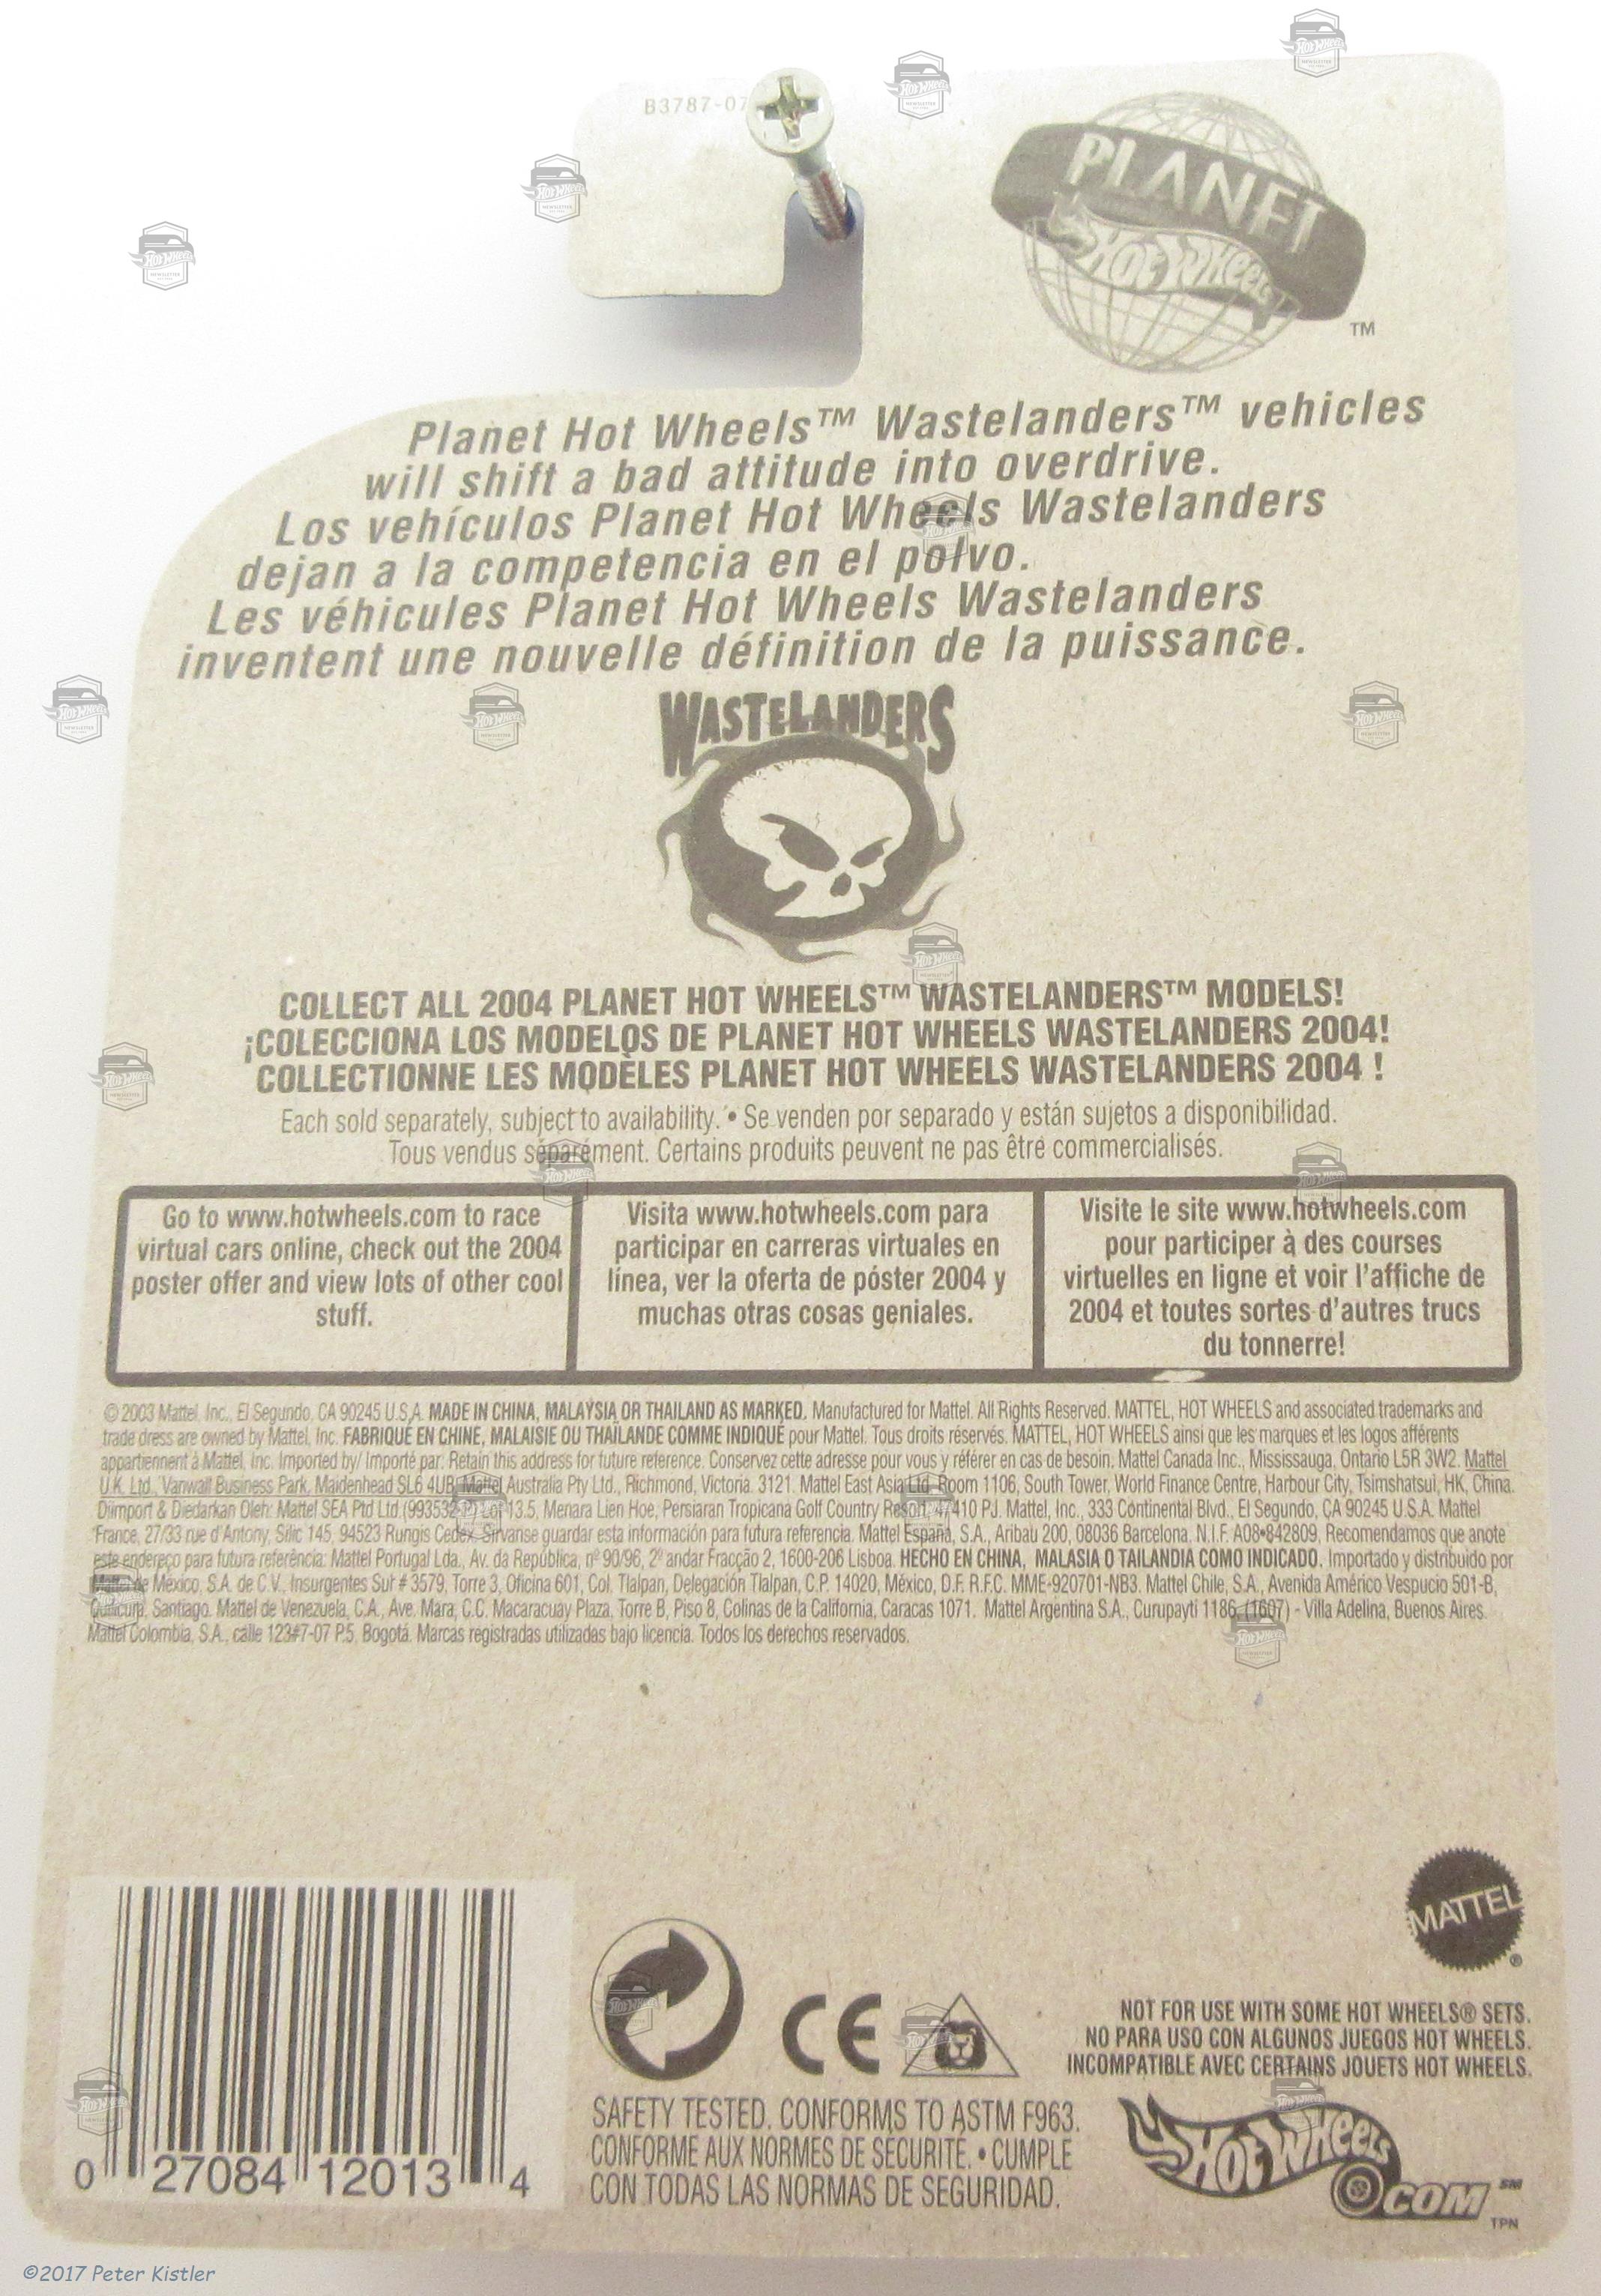 B3787-07
PLANET
HOT WHEELS
TM
Planet Hot Wheels™ Wastelanders™ vehicles
will shift a bad attitude into overdrive.
Los vehículos Planet Hot Wheels Wastelanders
dejan a la competencia en el polvo.
Les véhicules Planet Hot Wheels Wastelanders
inventent une nouvelle définition de la puissance.
WASTELANDERS
COLLECT ALL 2004 PLANET HOT WHEELS™ WASTELANDERS™ MODELS!
¡COLECCIONA LOS MODELOS DE PLANET HOT WHEELS WASTELANDERS 2004!
COLLECTIONNE LES MODÈLES PLANET HOT WHEELS WASTELANDERS 2004 !
Each sold separately, subject to availability. • Se venden por separado y están sujetos a disponibilidad.
Tous vendus séparément. Certains produits peuvent ne pas être commercialisés.
Go to www.hotwheels.com to race
virtual cars online, check out the 2004
poster offer and view lots of other cool
stuff.
Visita www.hotwheels.com para
participar en carreras virtuales en
línea, ver la oferta de póster 2004 y
muchas otras cosas geniales.
Visite le site www.hotwheels.com
pour participer à des courses
virtuelles en ligne et voir l'affiche de
2004 et toutes sortes d'autres trucs
du tonnerre!
© 2003 Mattel, Inc., El Segundo, CA 90245 U.S.A. MADE IN CHINA, MALAYSIA OR THAILAND AS MARKED. Manufactured for Mattel. All Rights Reserved. MATTEL, HOT WHEELS and associated trademarks and
trade dress are owned by Mattel, Inc. FABRIQUÉ EN CHINE, MALAISIE OU THAÏLANDE COMME INDIQUÉ pour Mattel. Tous droits réservés. MATTEL, HOT WHEELS ainsi que les marques et les logos afférents
appartiennent à Mattel, Inc. Imported by/ Importé par: Retain this address for future reference. Conservez cette adresse pour vous y référer en cas de besoin. Mattel Canada Inc., Mississauga, Ontario L5R 3W2. Mattel
U.K. Ltd., Vanwall Business Park, Maidenhead SL6 4UB. Mattel Australia Pty Ltd., Richmond, Victoria. 3121. Mattel East Asia Ltd, Room 1106, South Tower, World Finance Centre, Harbour City, Tsimshatsui, HK, China.
Diimport & Diedarkan Oleh: Mattel SEA Ptd Ltd. Lot 13.5, Menara Lien Hoe, Persiaran Tropicana Golf Country Resort, 47410 PJ. Mattel, Inc., 333 Continental Blvd., El Segundo, CA 90245 U.S.A. Mattel
France, 27/33 rue d'Antony, Silic 145, 94523 Rungis Cedex. Sírvanse guardar esta información para futura referencia. Mattel España, S.A., Aribau 200, 08036 Barcelona, N.I.F. A08•842809. Recomendamos que anote
este endereço para futura referência: Mattel Portugal Lda., Av. da República, nº 90/96, 2º andar Fracção 2, 1600-206 Lisboa. HECHO EN CHINA, MALASIA O TAILANDIA COMO INDICADO. Importado y distribuido por
Mattel de México, S.A. de C.V., Insurgentes Sur # 3579, Torre 3, Oficina 601, Col. Tlalpan, Delegación Tlalpan, C.P. 14020, México, D.F. R.F.C. MME-920701-NB3. Mattel Chile, S.A., Avenida Américo Vespucio 501-B,
Quilicura, Santiago. Mattel de Venezuela, C.A., Ave. Mara, C.C. Macaracuay Plaza, Torre B, Piso 8, Colinas de la California, Caracas 1071. Mattel Argentina S.A., Curupaytí 1186, (1607) - Villa Adelina, Buenos Aires.
Mattel Colombia, S.A., calle 123#7-07 P.5, Bogotá. Marcas registradas utilizadas bajo licencia. Todos los derechos reservados.
MATTEL
®
NOT FOR USE WITH SOME HOT WHEELS® SETS.
NO PARA USO CON ALGUNOS JUEGOS HOT WHEELS.
INCOMPATIBLE AVEC CERTAINS JOUETS HOT WHEELS.
CE
SAFETY TESTED. CONFORMS TO ASTM F963.
CONFORME AUX NORMES DE SÉCURITÉ. • CUMPLE
CON TODAS LAS NORMAS DE SEGURIDAD.
HOT WHEELS
.COM SM
TPN
0 27084 12013 4
©2017 Peter Kistler